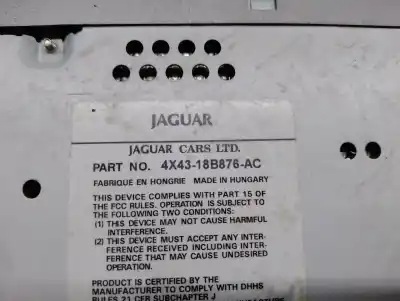 JAGUAR
JAGUAR CARS LTD.
PART NO. 4X43-18B876-AC
FABRIQUE EN HONGRIE MADE IN HUNGARY
THIS DEVICE COMPLIES WITH PART 15 OF
THE FCC RULES. OPERATION IS SUBJECT TO
THE FOLLOWING TWO CONDITIONS:
(1) THIS DEVICE MAY NOT CAUSE HARMFUL
INTERFERENCE.
(2) THIS DEVICE MUST ACCEPT ANY INTER-
FERENCE RECEIVED INCLUDING INTER-
FERENCE THAT MAY CAUSE UNDESIRED
OPERATION.
PRODUCT IS CERTIFIED BY THE
MANUFACTURER TO COMPLY WITH DHHS
RULES 21 CFR SUBCHAPTER J